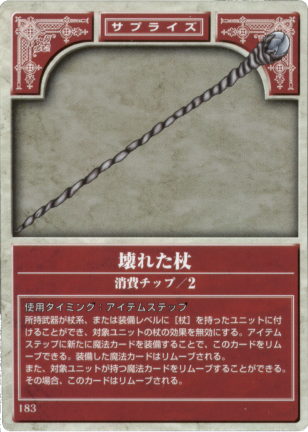 サプライズ
壊れた杖
消費チップ／2
使用タイミング：アイテムステップ
所持武器が杖系、または装備レベルに［杖］を持ったユニットに付
けることができ、対象ユニットの杖の効果を無効にする。アイテム
ステップに新たに魔法カードを装備することで、このカードをリム
ーブできる。装備した魔法カードはリムーブされる。
また、対象ユニットが持つ魔法をリムーブすることができる。
その場合、このカードはリムーブされる。
183